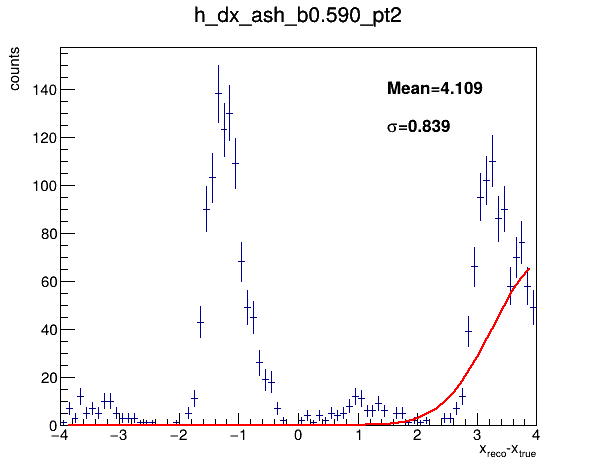 h_dx_ash_b0.590_pt2
counts
Mean=4.109
σ=0.839
140
120
100
80
60
40
20
0
−4 −3 −2 −1 0 1 2 3 4
x_reco-x_true